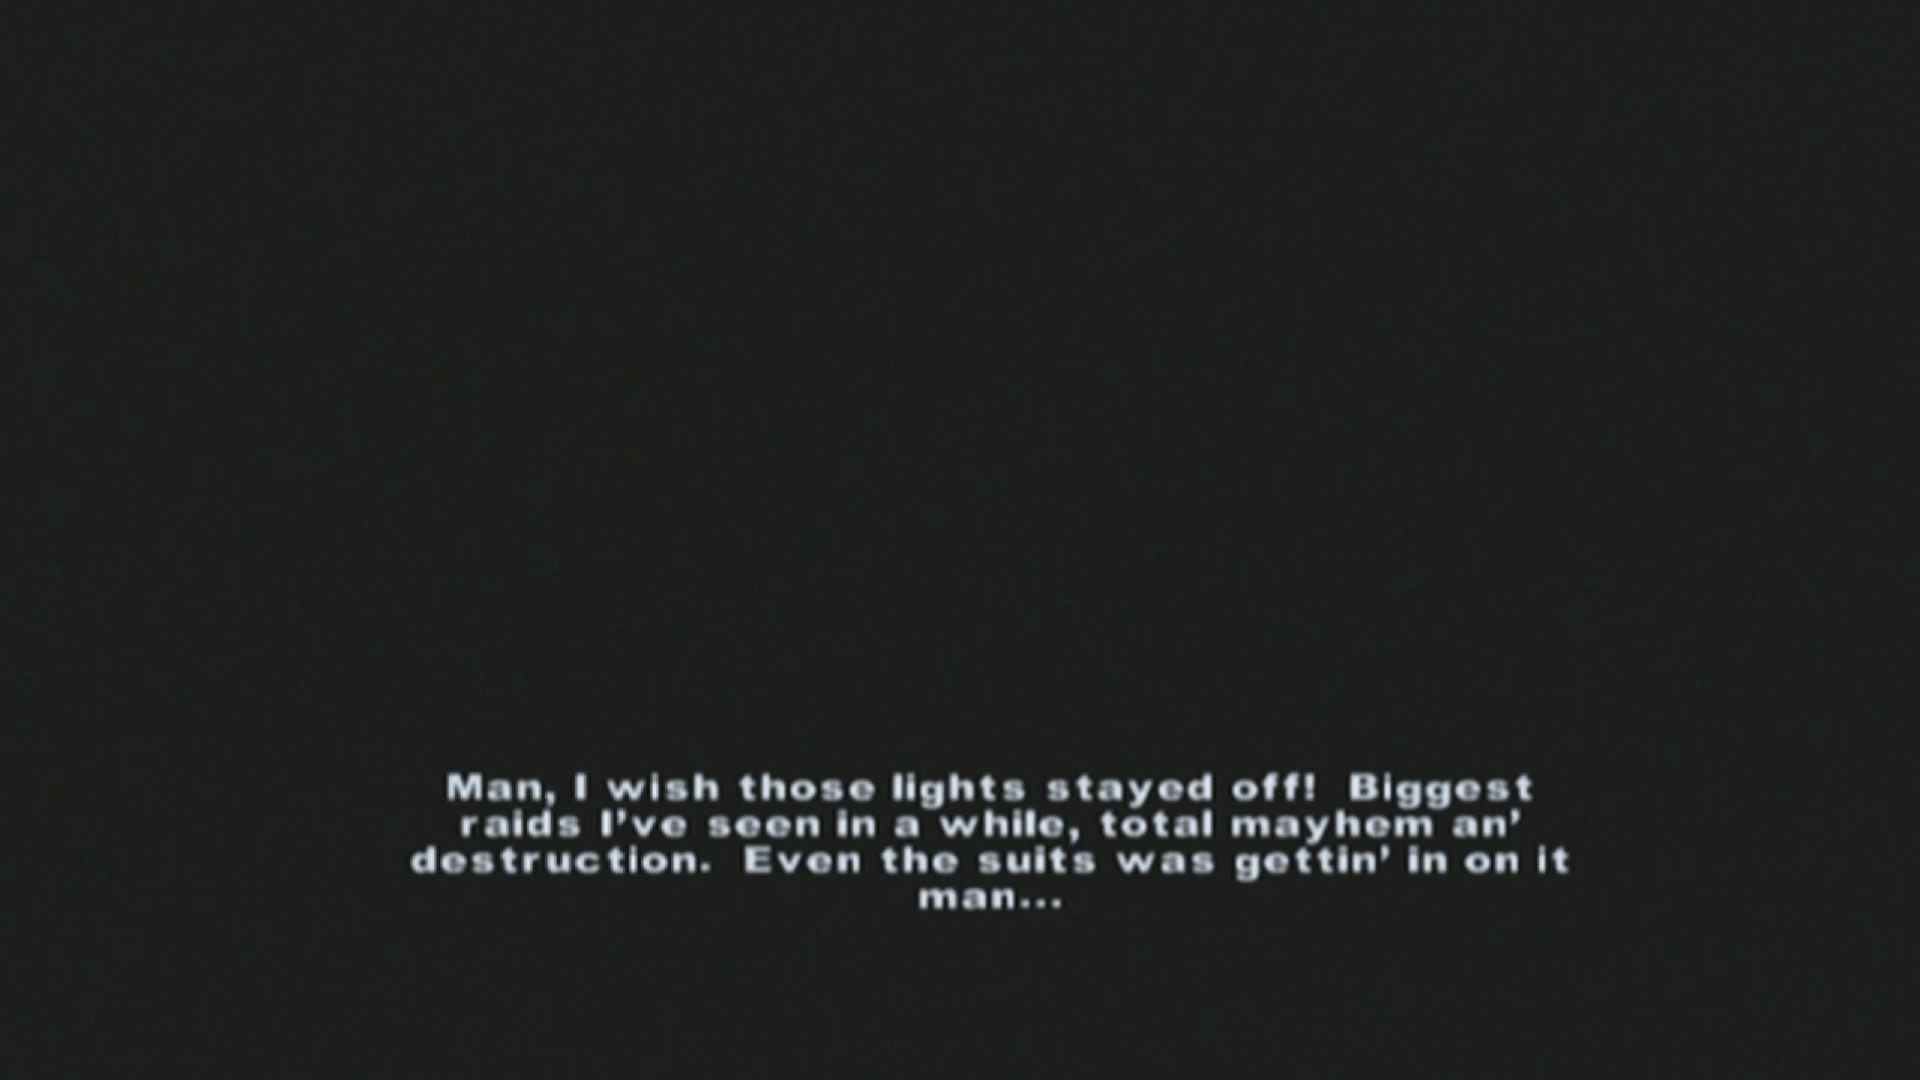 Man, I wish those lights stayed off!  Biggest
raids I've seen in a while, total mayhem an'
destruction.  Even the suits was gettin' in on it
man...